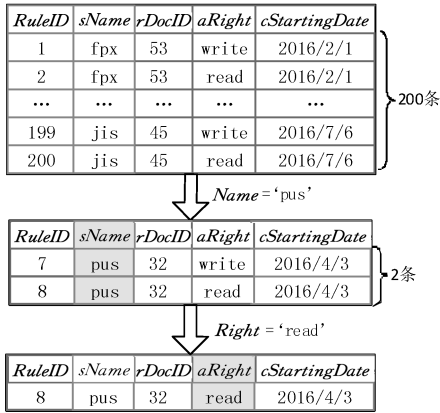 RuleID sName rDocID aRight cStartingDate
1 fpx 53 write 2016/2/1
2 fpx 53 read 2016/2/1
... ... ... ... ...
199 jis 45 write 2016/7/6
200 jis 45 read 2016/7/6
200条
Name=‘pus’
RuleID sName rDocID aRight cStartingDate
7 pus 32 write 2016/4/3
8 pus 32 read 2016/4/3
2条
Right=‘read’
RuleID sName rDocID aRight cStartingDate
8 pus 32 read 2016/4/3